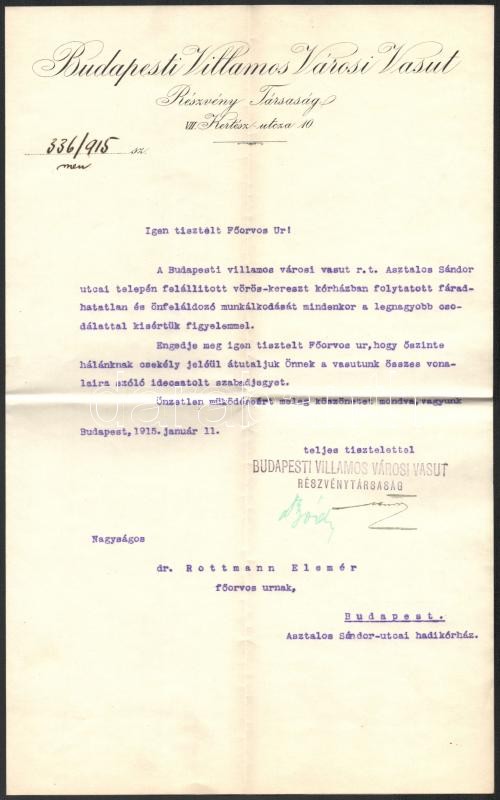 Budapesti Villamos Városi Vasut
Részvény Társaság
VII. Kertész-utcza 10
336/915 sz.
Igen tisztelt Főorvos Ur!
A Budapesti villamos városi vasut r.t. Asztalos Sándor
utcai telepén felállitott vörös-kereszt kórházban folytatott fárad-
hatatlan és önfeláldozó munkálkodását mindenkor a legnagyobb cso-
dálattal kisértük figyelemmel.
Engedje meg igen tisztelt Főorvos ur, hogy őszinte
hálánknak csekély jeléül átutaljuk Önnek a vasutunk összes vona-
laira szóló idecsatolt szabadjegyet.
Önzetlen működéséért meleg köszönetet mondva, vagyunk
Budapest, 1915. január 11.
teljes tisztelettel
BUDAPESTI VILLAMOS VÁROSI VASUT
RÉSZVÉNYTÁRSASÁG
Nagyságos
dr. Rottmann Elemér
főorvos urnak,
Budapest.
Asztalos Sándor-utcai hadikórház.